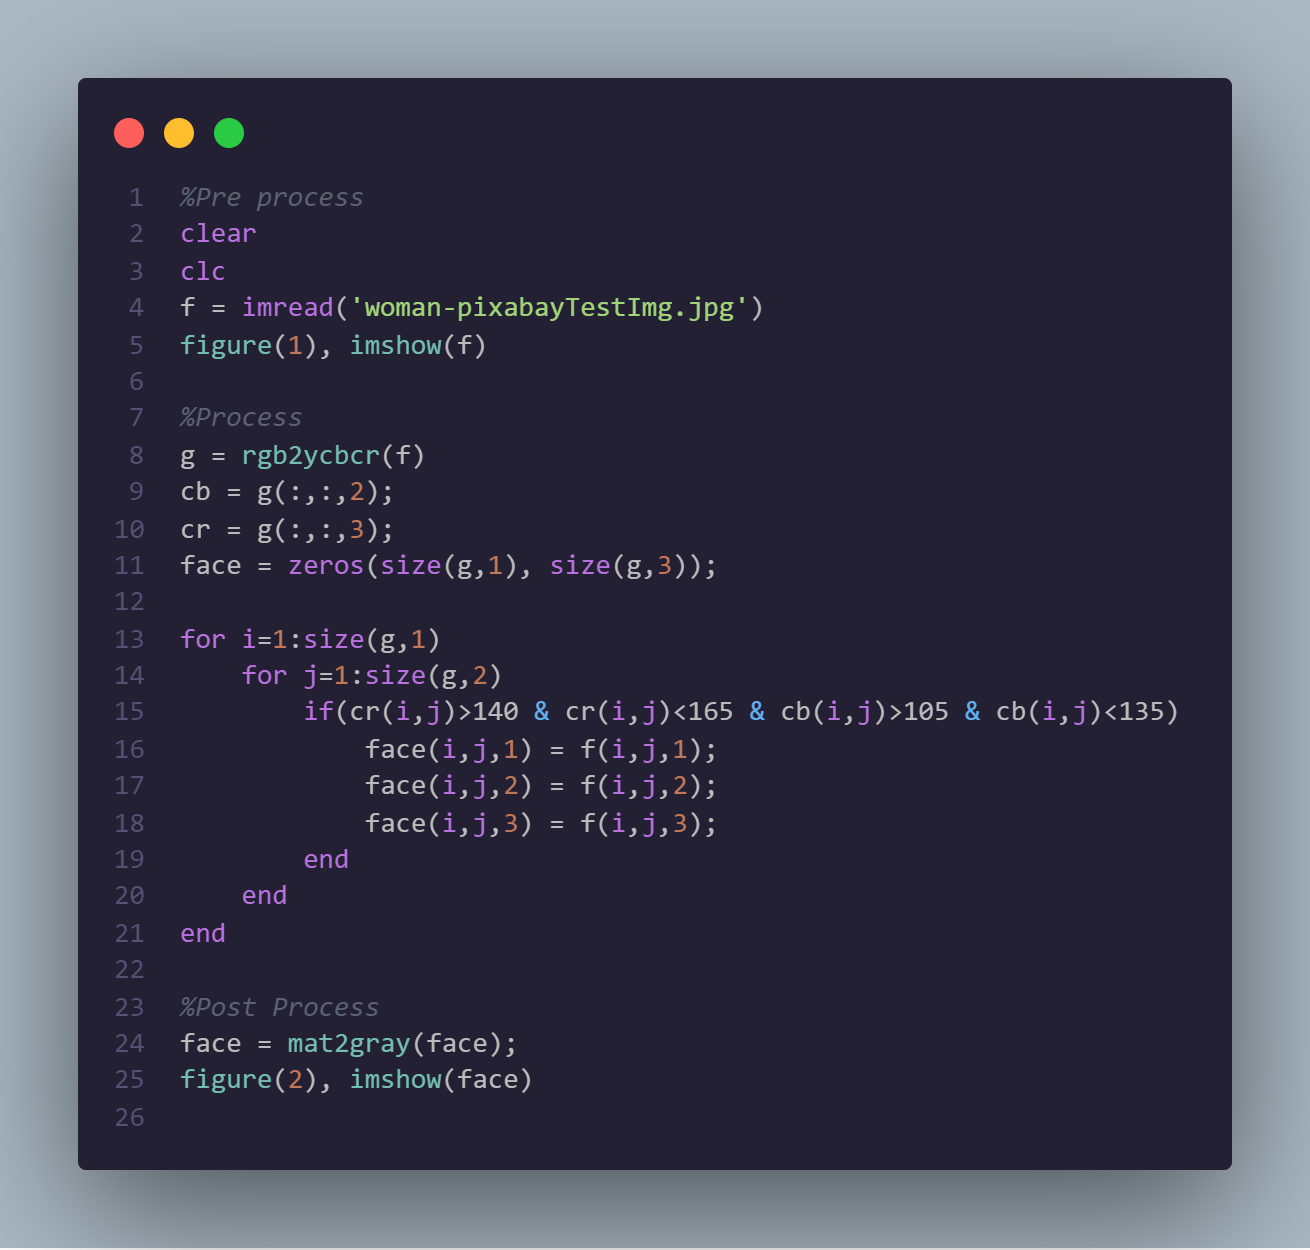 1 %Pre process
2 clear
3 clc
4 f = imread('woman-pixabayTestImg.jpg')
5 figure(1), imshow(f)
6
7 %Process
8 g = rgb2ycbcr(f)
9 cb = g(:,:,2);
10 cr = g(:,:,3);
11 face = zeros(size(g,1), size(g,3));
12
13 for i=1:size(g,1)
14     for j=1:size(g,2)
15         if(cr(i,j)>140 & cr(i,j)<165 & cb(i,j)>105 & cb(i,j)<135)
16             face(i,j,1) = f(i,j,1);
17             face(i,j,2) = f(i,j,2);
18             face(i,j,3) = f(i,j,3);
19         end
20     end
21 end
22
23 %Post Process
24 face = mat2gray(face);
25 figure(2), imshow(face)
26